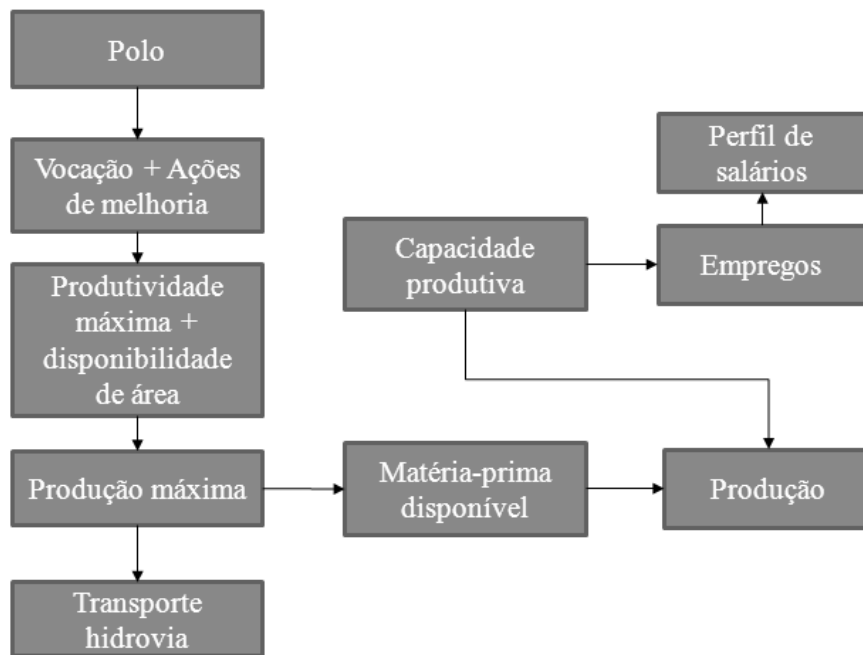 Polo
Vocação + Ações
de melhoria
Produtividade
máxima +
disponibilidade
de área
Produção máxima
Transporte
hidrovia
Matéria-prima
disponível
Capacidade
produtiva
Produção
Empregos
Perfil de
salários